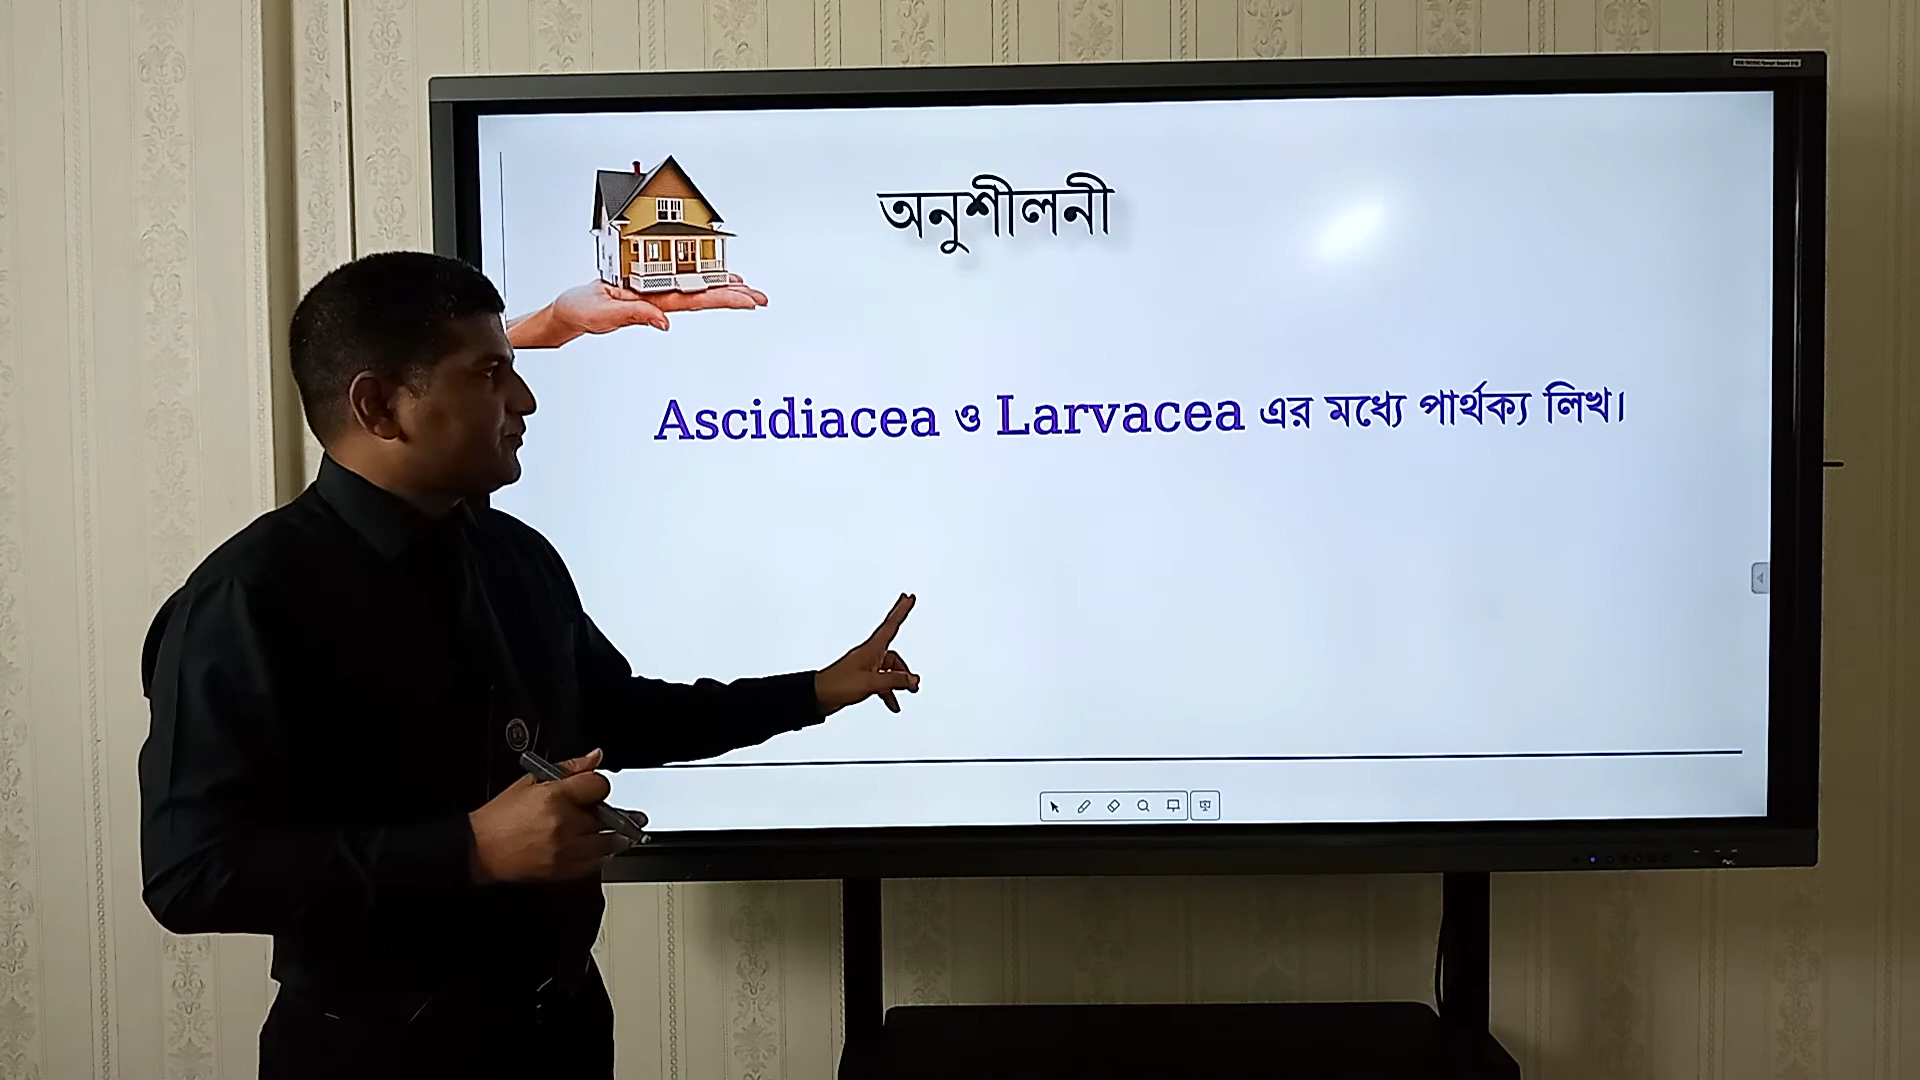 অনুশীলনী
Ascidiacea ও Larvacea এর মধ্যে পার্থক্য লিখ।